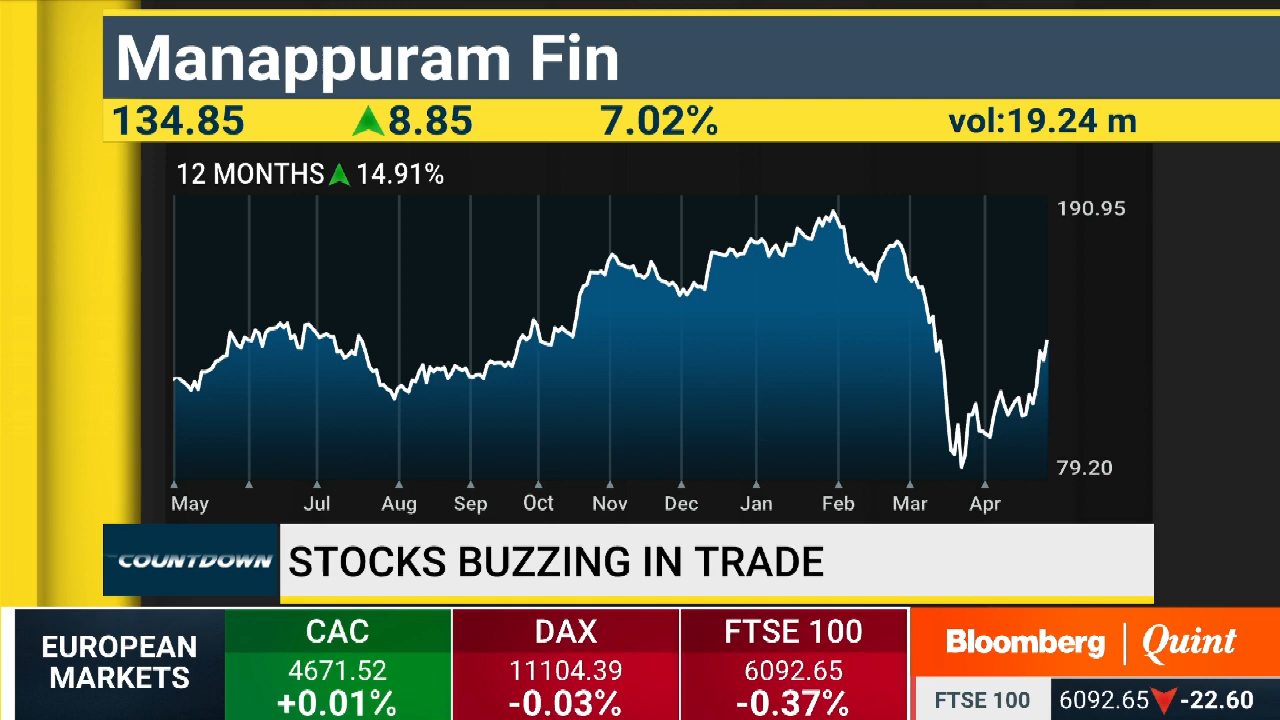 Manappuram Fin
134.85 ▲8.85 7.02% vol:19.24 m
12 MONTHS ▲ 14.91%
190.95
79.20
May Jul Aug Sep Oct Nov Dec Jan Feb Mar Apr
COUNTDOWN STOCKS BUZZING IN TRADE
EUROPEAN
MARKETS
CAC
4671.52
+0.01%
DAX
11104.39
-0.03%
FTSE 100
6092.65
-0.37%
Bloomberg | Quint
FTSE 100 6092.65 ▼ -22.60